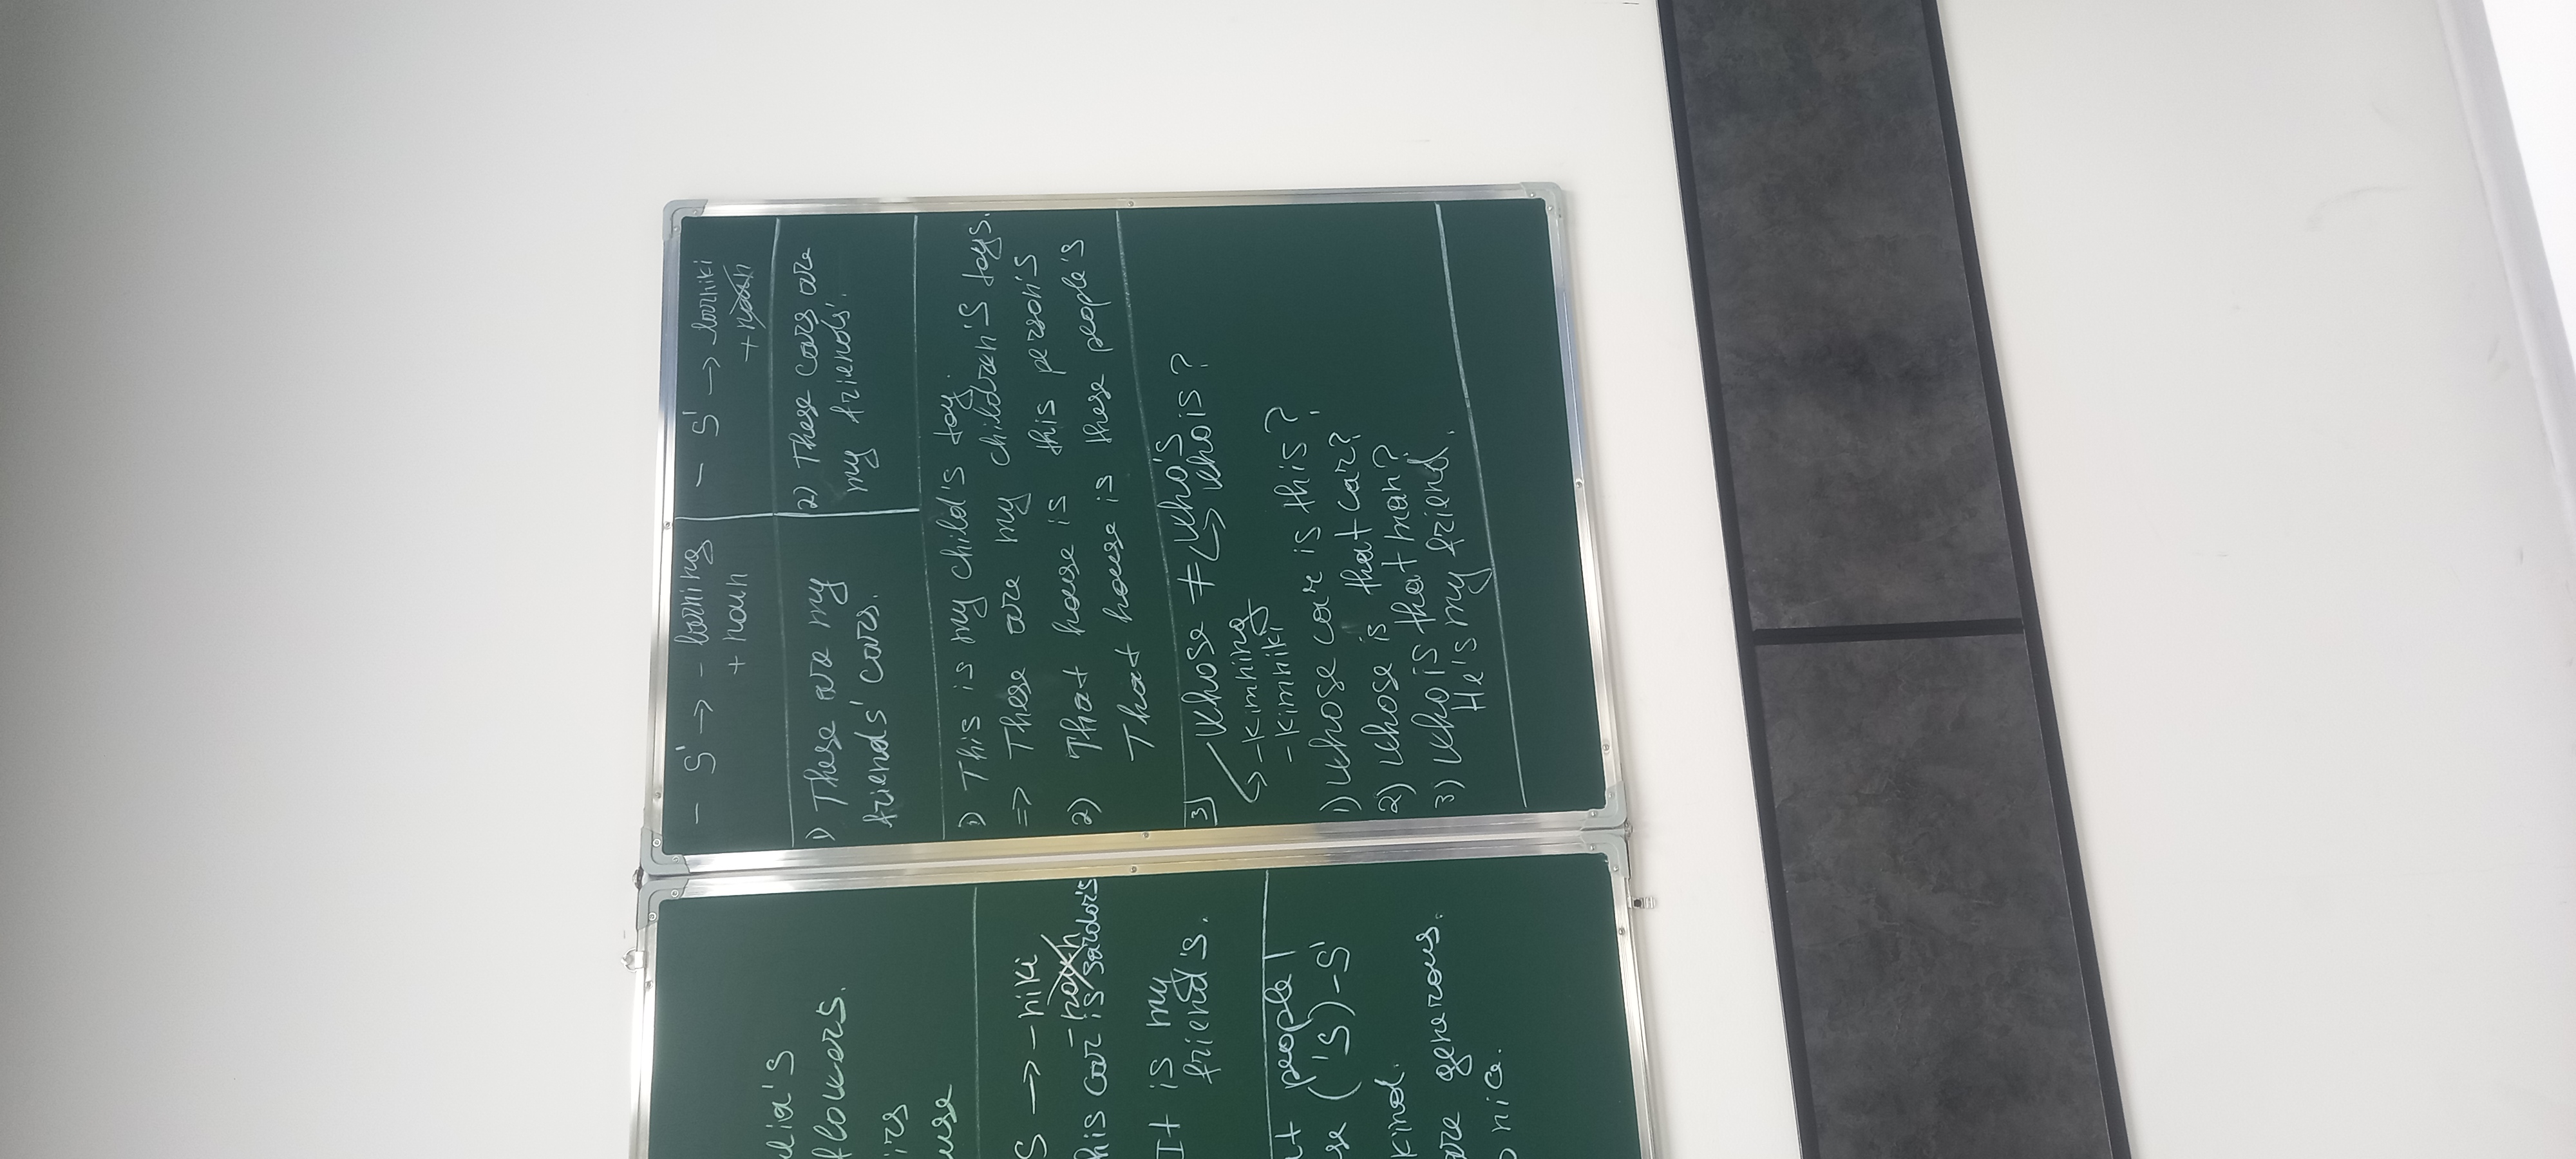 lia's
flowers.
irs
use
S → -niki
- noun
his car is Sardor's
It is my
friend's.
at people
se ('S)-S'
kind.
are generous.
- S' → - larning
+ noun
- S' → larniki
+ noun
1) These are my
friends' cars.
2) These cars are
my friends'.
1) This is my child's toy.
=> These are my children's toys.
2) That house is this person's
That house is these people's
3) Whose ≠ who's
↳ who is?
↳ - kimning
- kimniki
1) Whose car is this?
2) Whose is that car?
3) Who is that man?
He's my friend.